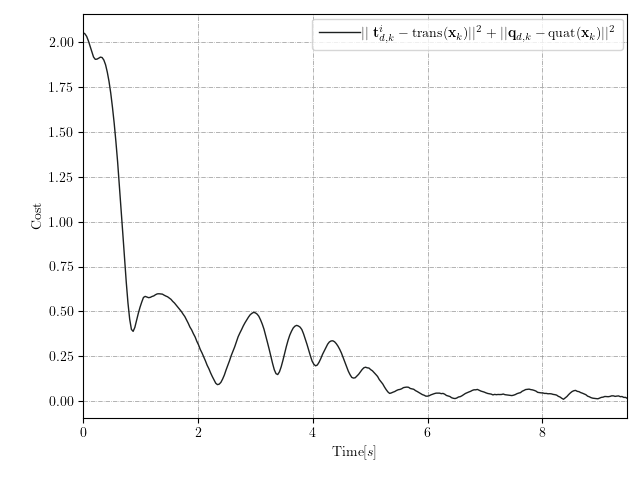 || t^i_{d,k} − trans(x_k)||^2 + ||q_{d,k} − quat(x_k)||^2
2.00
1.75
1.50
1.25
1.00
0.75
0.50
0.25
0.00
Cost
0 2 4 6 8
Time[s]